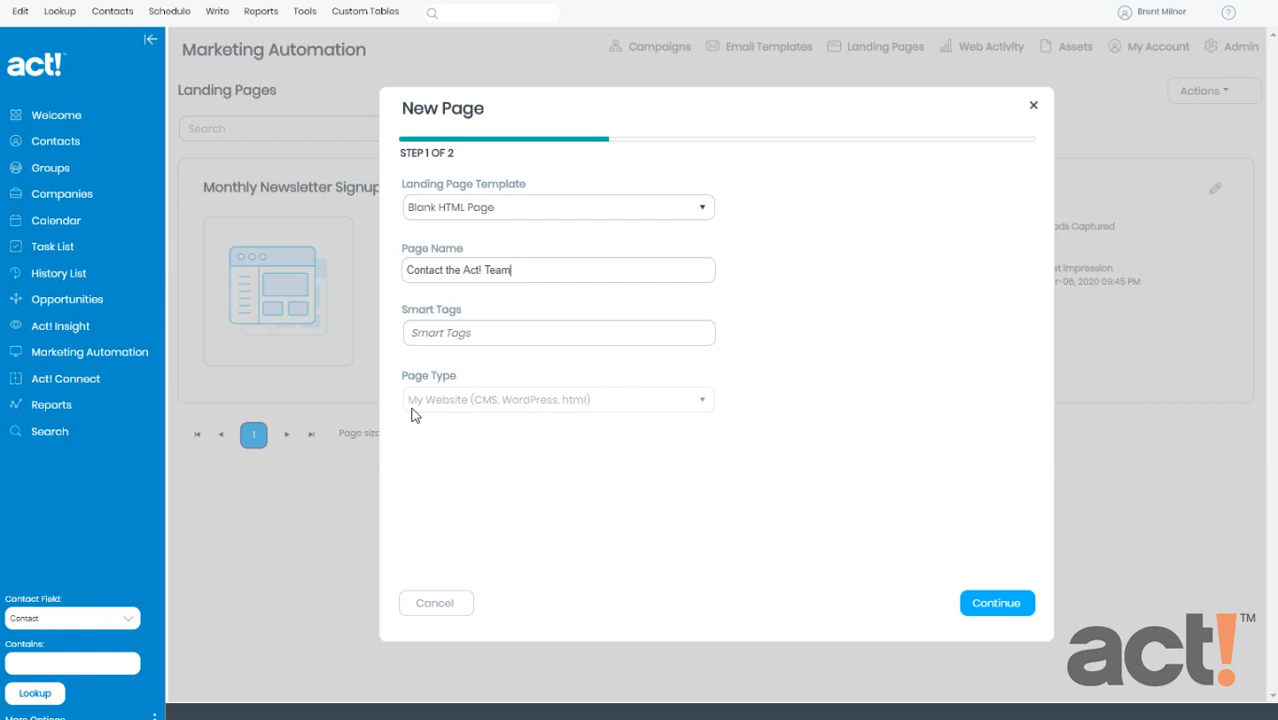 Edit Lookup Contacts Schedule Write Reports Tools Custom Tables Brent Milner ?
act!
Welcome
Contacts
Groups
Companies
Calendar
Task List
History List
Opportunities
Act! Insight
Marketing Automation
Act! Connect
Reports
Search
Contact Field:
Contact
Contains:
Lookup
More Options
Marketing Automation
Campaigns Email Templates Landing Pages Web Activity Assets My Account Admin
Landing Pages
Actions
Search
Monthly Newsletter Signup
Captured
Impression
06, 2020 09:45 PM
1
Page size
New Page
×
STEP 1 OF 2
Landing Page Template
Blank HTML Page
Page Name
Contact the Act! Team
Smart Tags
Smart Tags
Page Type
My Website (CMS, WordPress, html)
Cancel
Continue
act!™